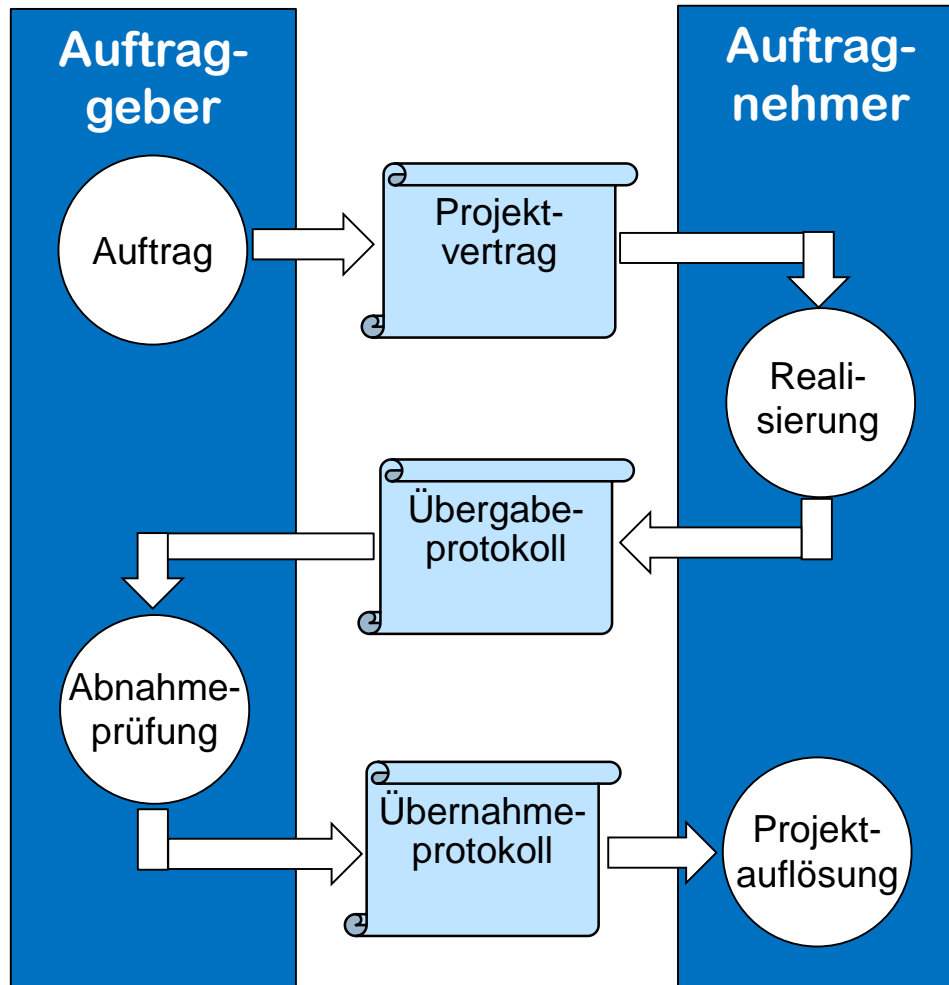 Auftrag-
geber
Auftrag-
nehmer
Auftrag
Projekt-
vertrag
Reali-
sierung
Übergabe-
protokoll
Abnahme-
prüfung
Übernahme-
protokoll
Projekt-
auflösung